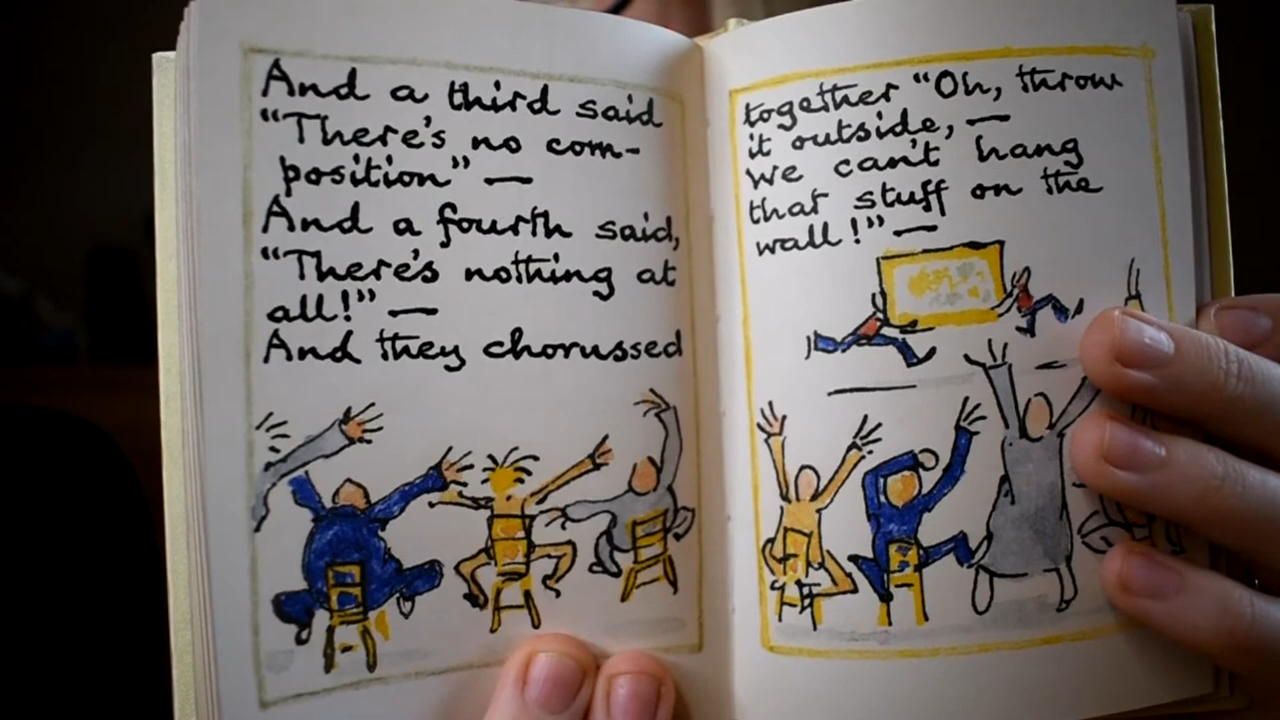 And a third said
“There's no com-
position” —
And a fourth said,
“There's nothing at
all!” —
And they chorussed
together “Oh, throw
it outside, —
We can't hang
that stuff on the
wall!” —